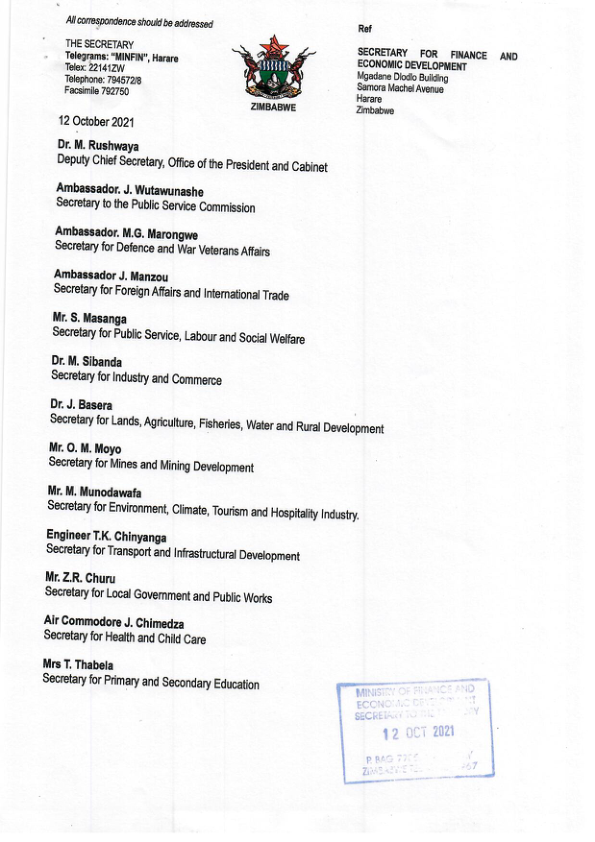 All correspondence should be addressed
THE SECRETARY
Telegrams: "MINFIN", Harare
Telex: 22141ZW
Telephone: 794572/8
Facsimile 792750
ZIMBABWE
Ref
SECRETARY FOR FINANCE AND
ECONOMIC DEVELOPMENT
Mgadane Dlodlo Building
Samora Machel Avenue
Harare
Zimbabwe
12 October 2021
Dr. M. Rushwaya
Deputy Chief Secretary, Office of the President and Cabinet
Ambassador. J. Wutawunashe
Secretary to the Public Service Commission
Ambassador. M.G. Marongwe
Secretary for Defence and War Veterans Affairs
Ambassador J. Manzou
Secretary for Foreign Affairs and International Trade
Mr. S. Masanga
Secretary for Public Service, Labour and Social Welfare
Dr. M. Sibanda
Secretary for Industry and Commerce
Dr. J. Basera
Secretary for Lands, Agriculture, Fisheries, Water and Rural Development
Mr. O. M. Moyo
Secretary for Mines and Mining Development
Mr. M. Munodawafa
Secretary for Environment, Climate, Tourism and Hospitality Industry.
Engineer T.K. Chinyanga
Secretary for Transport and Infrastructural Development
Mr. Z.R. Churu
Secretary for Local Government and Public Works
Air Commodore J. Chimedza
Secretary for Health and Child Care
Mrs T. Thabela
Secretary for Primary and Secondary Education
MINISTRY OF FINANCE AND
ECONOMIC
SECRETARY TO THE
12 OCT 2021
P. BAG